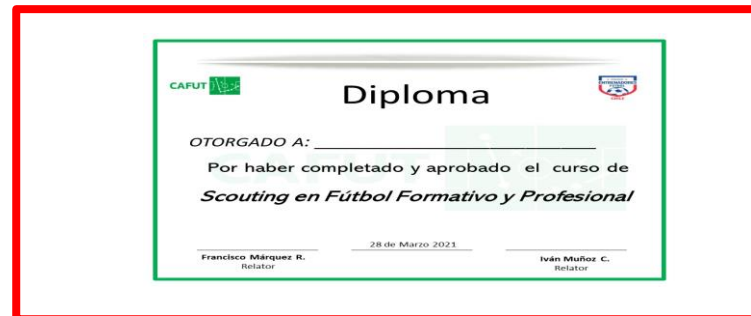 CAFUT
Diploma
OTORGADO A:
Por haber completado y aprobado el curso de
Scouting en Fútbol Formativo y Profesional
28 de Marzo 2021
Francisco Márquez R.
Relator
Iván Muñoz C.
Relator